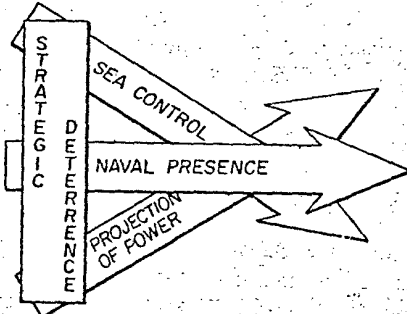 STRATEGIC
DETERRENCE
SEA CONTROL
NAVAL PRESENCE
PROJECTION
OF POWER